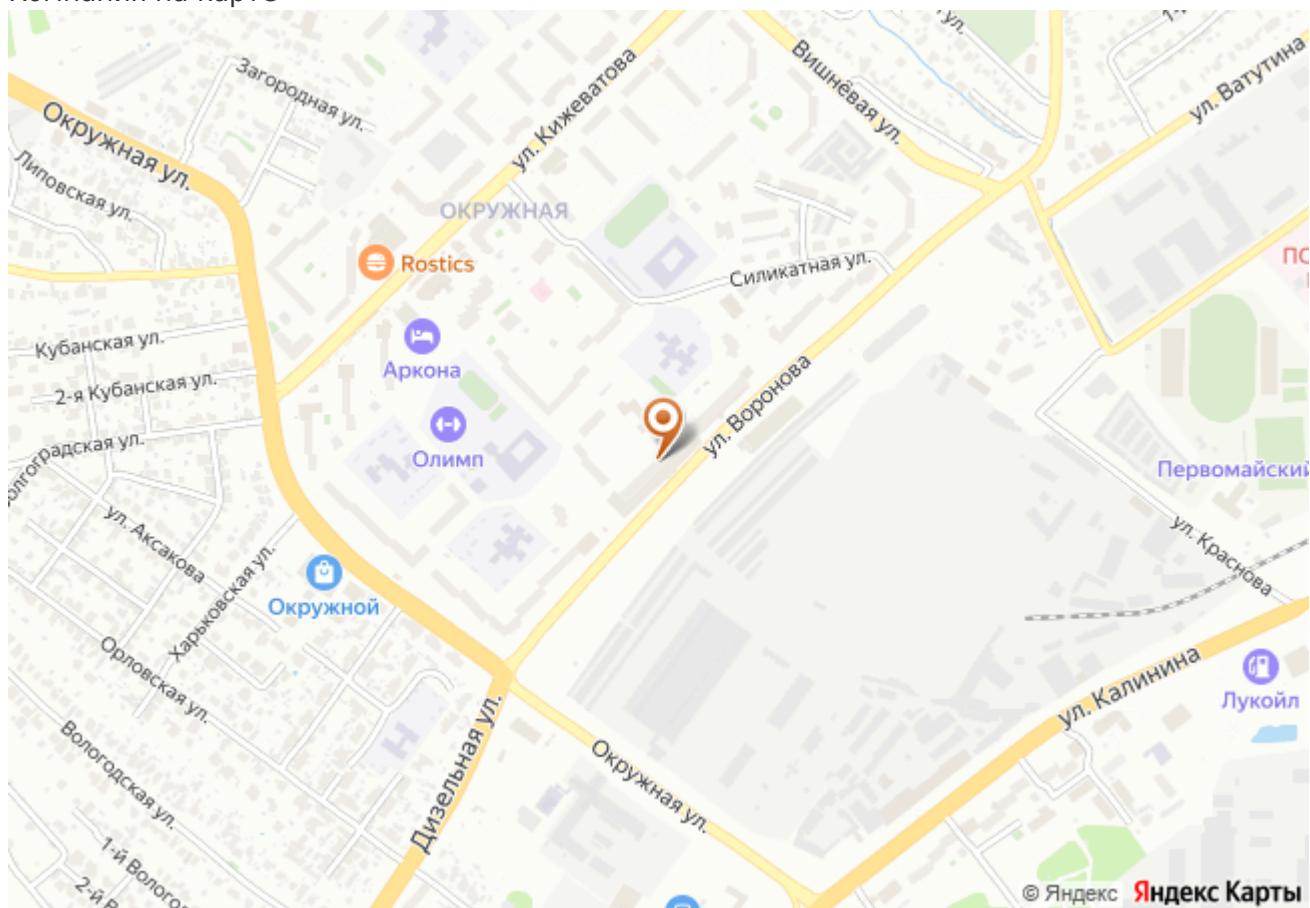 Загородная ул.
ул. Кижеватова
Вишнёвая ул.
ул. Ватутина
Окружная ул.
Липовская ул.
ОКРУЖНАЯ
Rostics
Силикатная ул.
Кубанская ул.
Аркона
2-я Кубанская ул.
ул. Воронова
Олимп
Первомайский
ул. Аксакова
ул. Краснова
Харьковская ул.
Окружной
Орловская ул.
ул. Калинина
Лукойл
Вологодская ул.
Дизельная ул.
Окружная ул.
© Яндекс Яндекс Карты